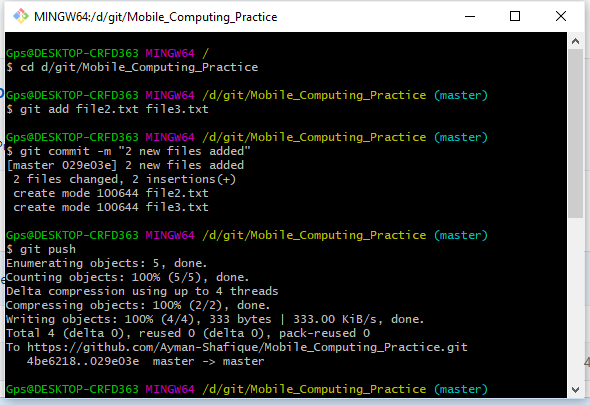 MINGW64:/d/git/Mobile_Computing_Practice
Gps@DESKTOP-CRFD363 MINGW64 /
$ cd d/git/Mobile_Computing_Practice
Gps@DESKTOP-CRFD363 MINGW64 /d/git/Mobile_Computing_Practice (master)
$ git add file2.txt file3.txt
Gps@DESKTOP-CRFD363 MINGW64 /d/git/Mobile_Computing_Practice (master)
$ git commit -m "2 new files added"
[master 029e03e] 2 new files added
 2 files changed, 2 insertions(+)
 create mode 100644 file2.txt
 create mode 100644 file3.txt
Gps@DESKTOP-CRFD363 MINGW64 /d/git/Mobile_Computing_Practice (master)
$ git push
Enumerating objects: 5, done.
Counting objects: 100% (5/5), done.
Delta compression using up to 4 threads
Compressing objects: 100% (2/2), done.
Writing objects: 100% (4/4), 333 bytes | 333.00 KiB/s, done.
Total 4 (delta 0), reused 0 (delta 0), pack-reused 0
To https://github.com/Ayman-Shafique/Mobile_Computing_Practice.git
   4be6218..029e03e  master -> master
Gps@DESKTOP-CRFD363 MINGW64 /d/git/Mobile_Computing_Practice (master)